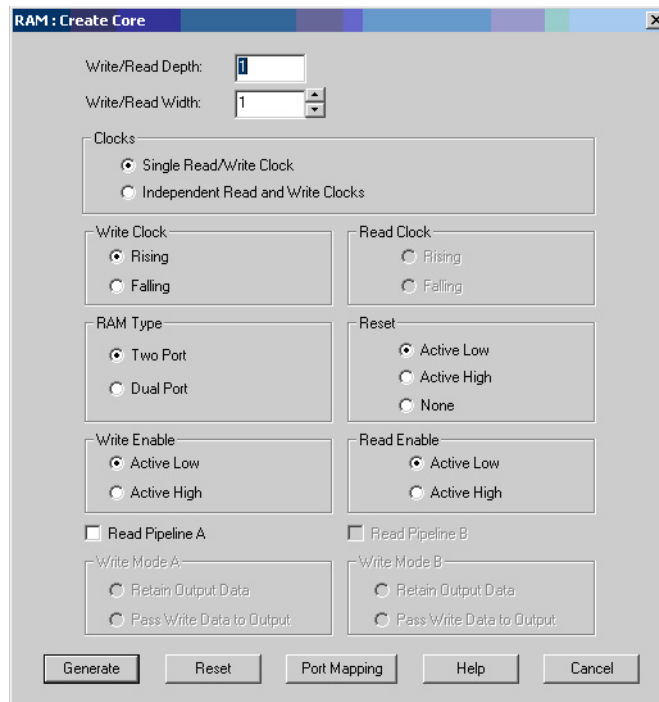 RAM : Create Core
Write/Read Depth: 1
Write/Read Width: 1
Clocks
Single Read/Write Clock
Independent Read and Write Clocks
Write Clock
Rising
Falling
Read Clock
Rising
Falling
RAM Type
Two Port
Dual Port
Reset
Active Low
Active High
None
Write Enable
Active Low
Active High
Read Enable
Active Low
Active High
Read Pipeline A
Read Pipeline B
Write Mode A
Retain Output Data
Pass Write Data to Output
Write Mode B
Retain Output Data
Pass Write Data to Output
Generate Reset Port Mapping Help Cancel